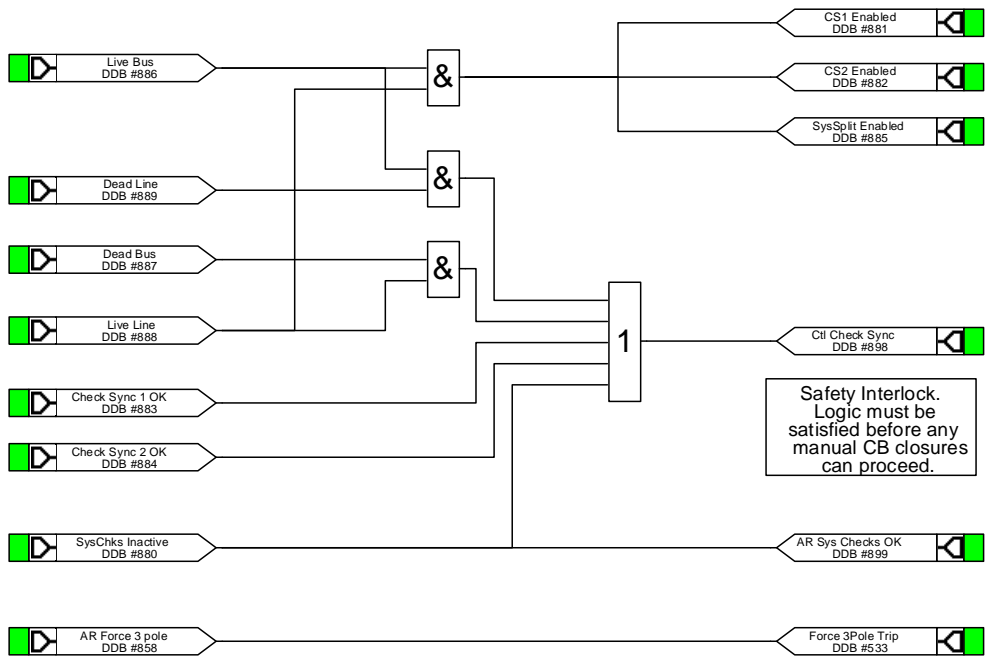 CS1 Enabled
DDB #881
Live Bus
DDB #886
&
CS2 Enabled
DDB #882
SysSplit Enabled
DDB #885
Dead Line
DDB #889
&
Dead Bus
DDB #887
&
Live Line
DDB #888
1
Ctl Check Sync
DDB #898
Check Sync 1 OK
DDB #883
Safety Interlock.
Logic must be
satisfied before any
manual CB closures
can proceed.
Check Sync 2 OK
DDB #884
SysChks Inactive
DDB #880
AR Sys Checks OK
DDB #899
AR Force 3 pole
DDB #858
Force 3Pole Trip
DDB #533